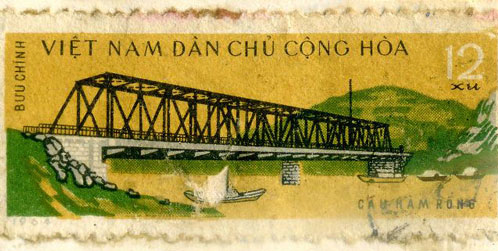 VIỆT NAM DÂN CHỦ CỘNG HÒA
BƯU CHÍNH
12
xu
CẦU HÀM RỒNG